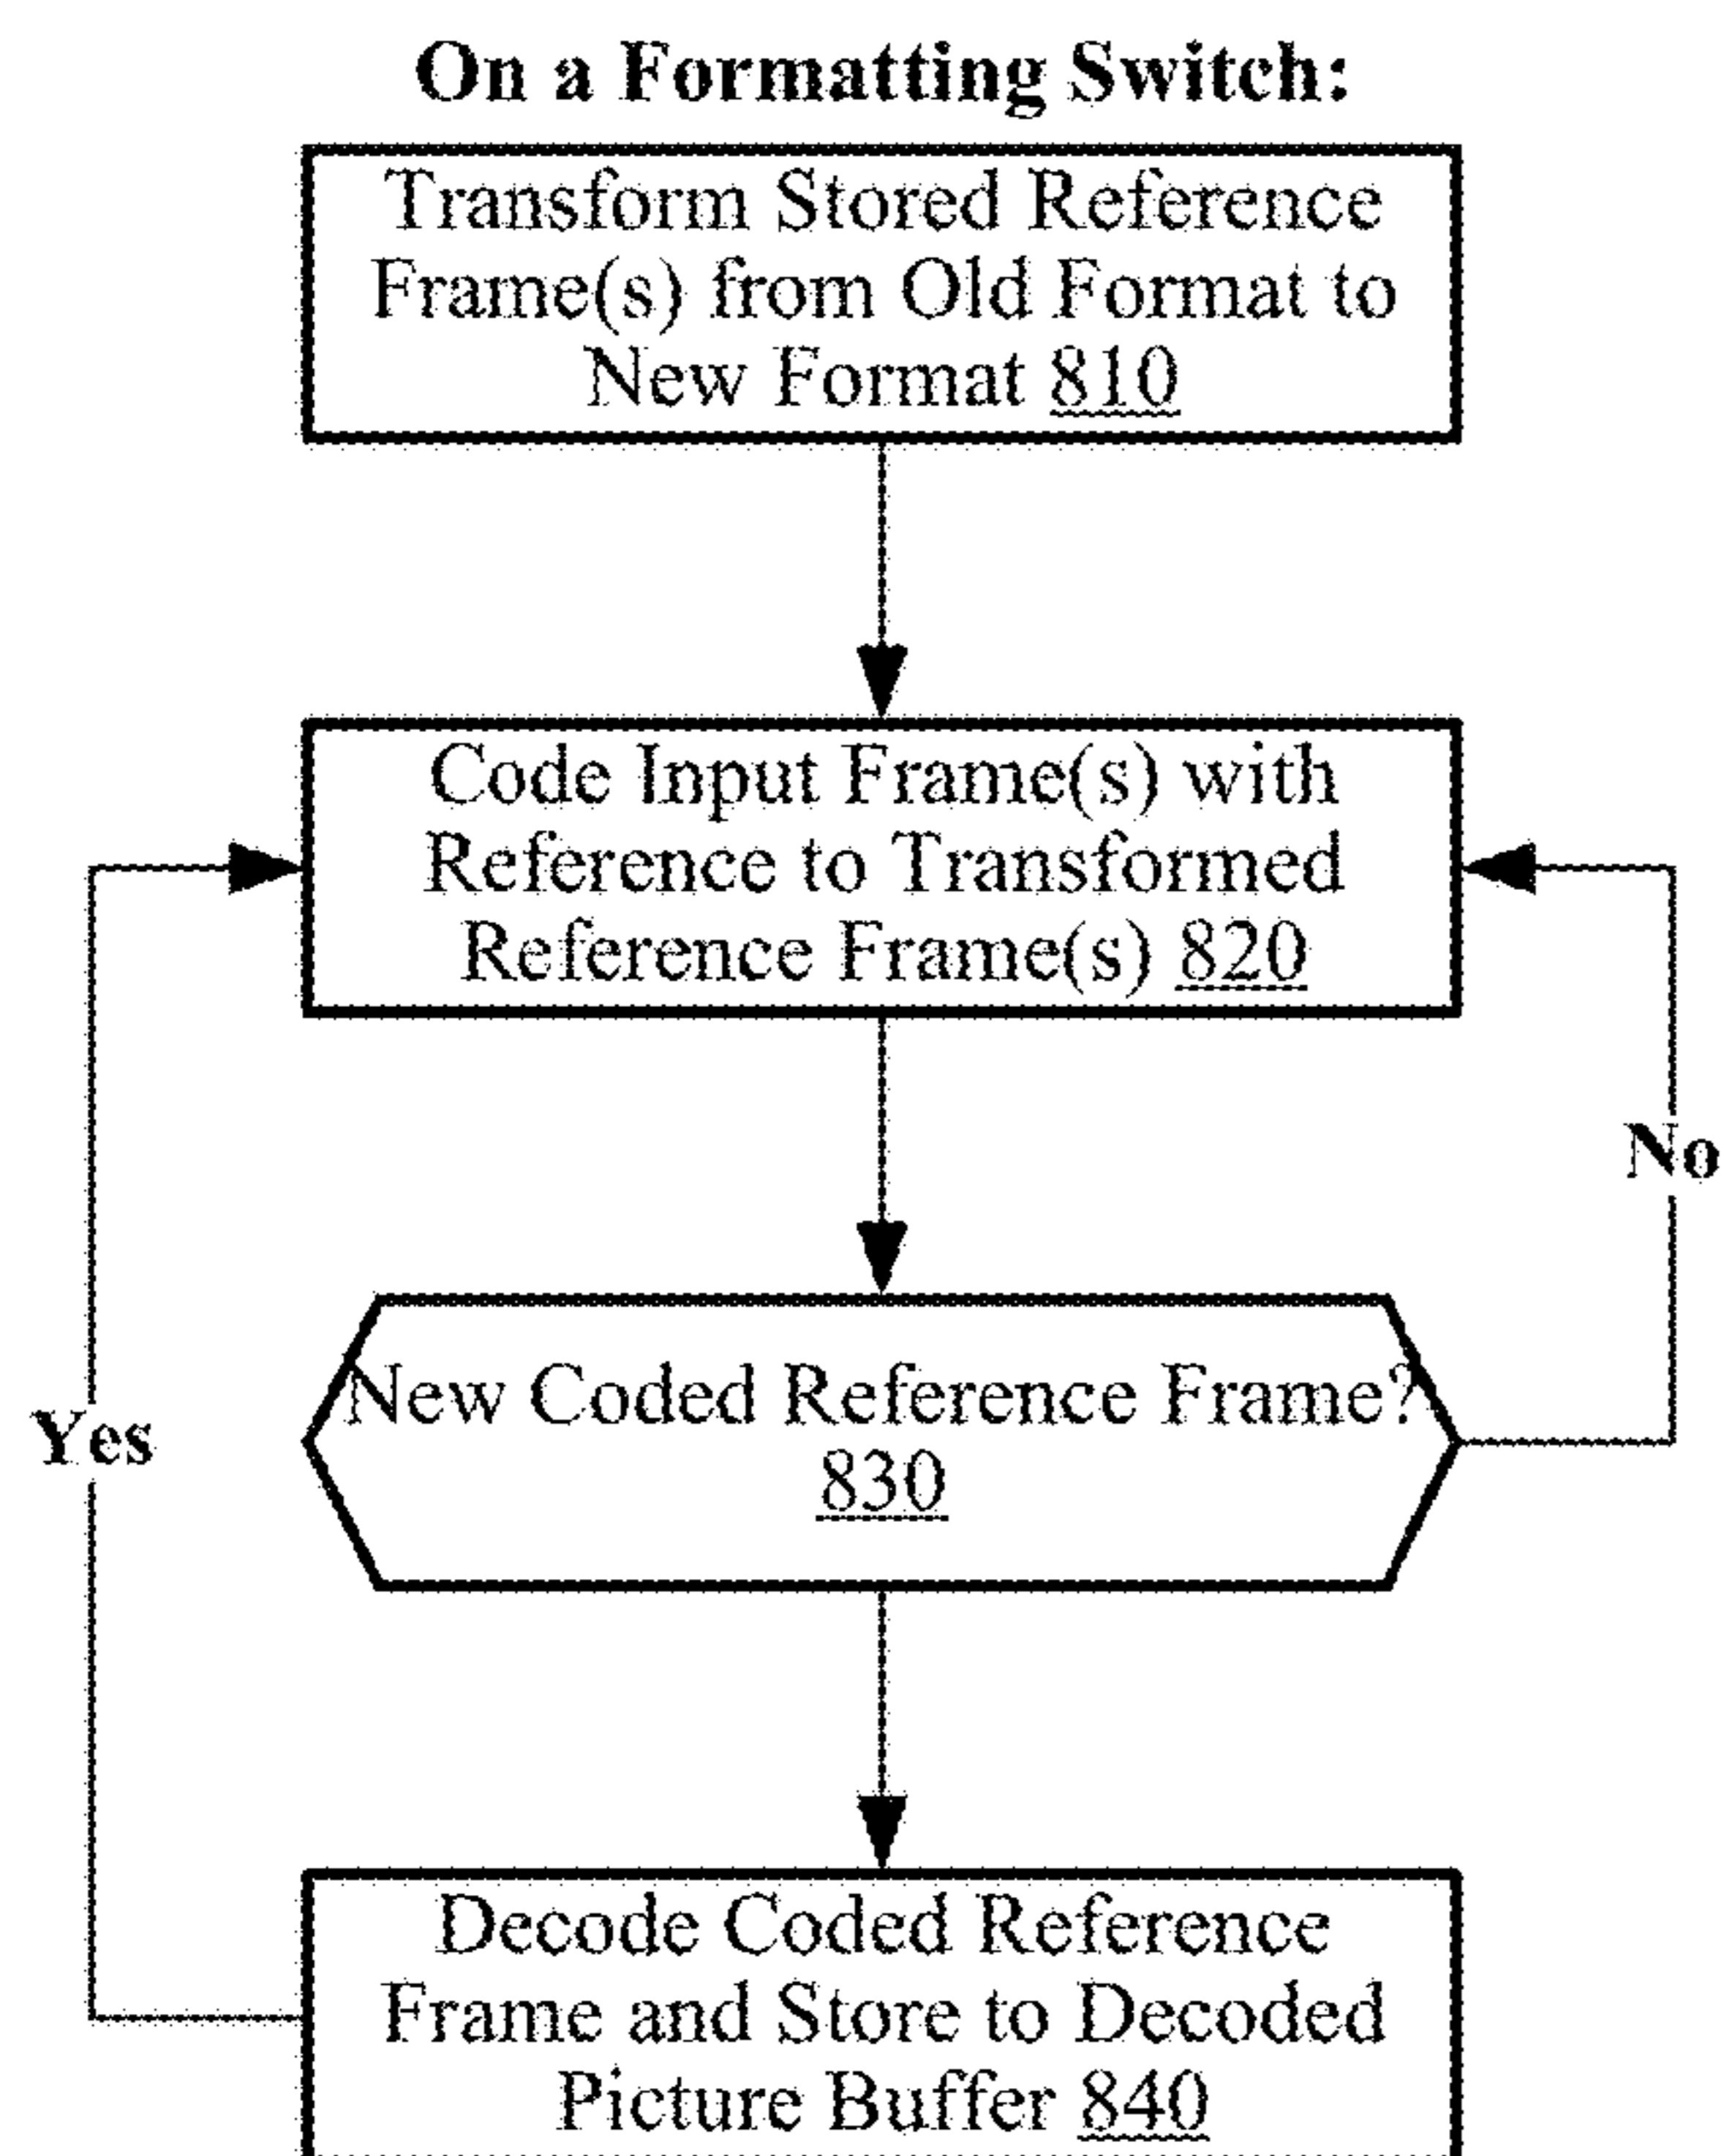 On a Formatting Switch:
Transform Stored Reference
Frame(s) from Old Format to
New Format 810
Code Input Frame(s) with
Reference to Transformed
Reference Frame(s) 820
No
New Coded Reference Frame?
830
Yes
Decode Coded Reference
Frame and Store to Decoded
Picture Buffer 840